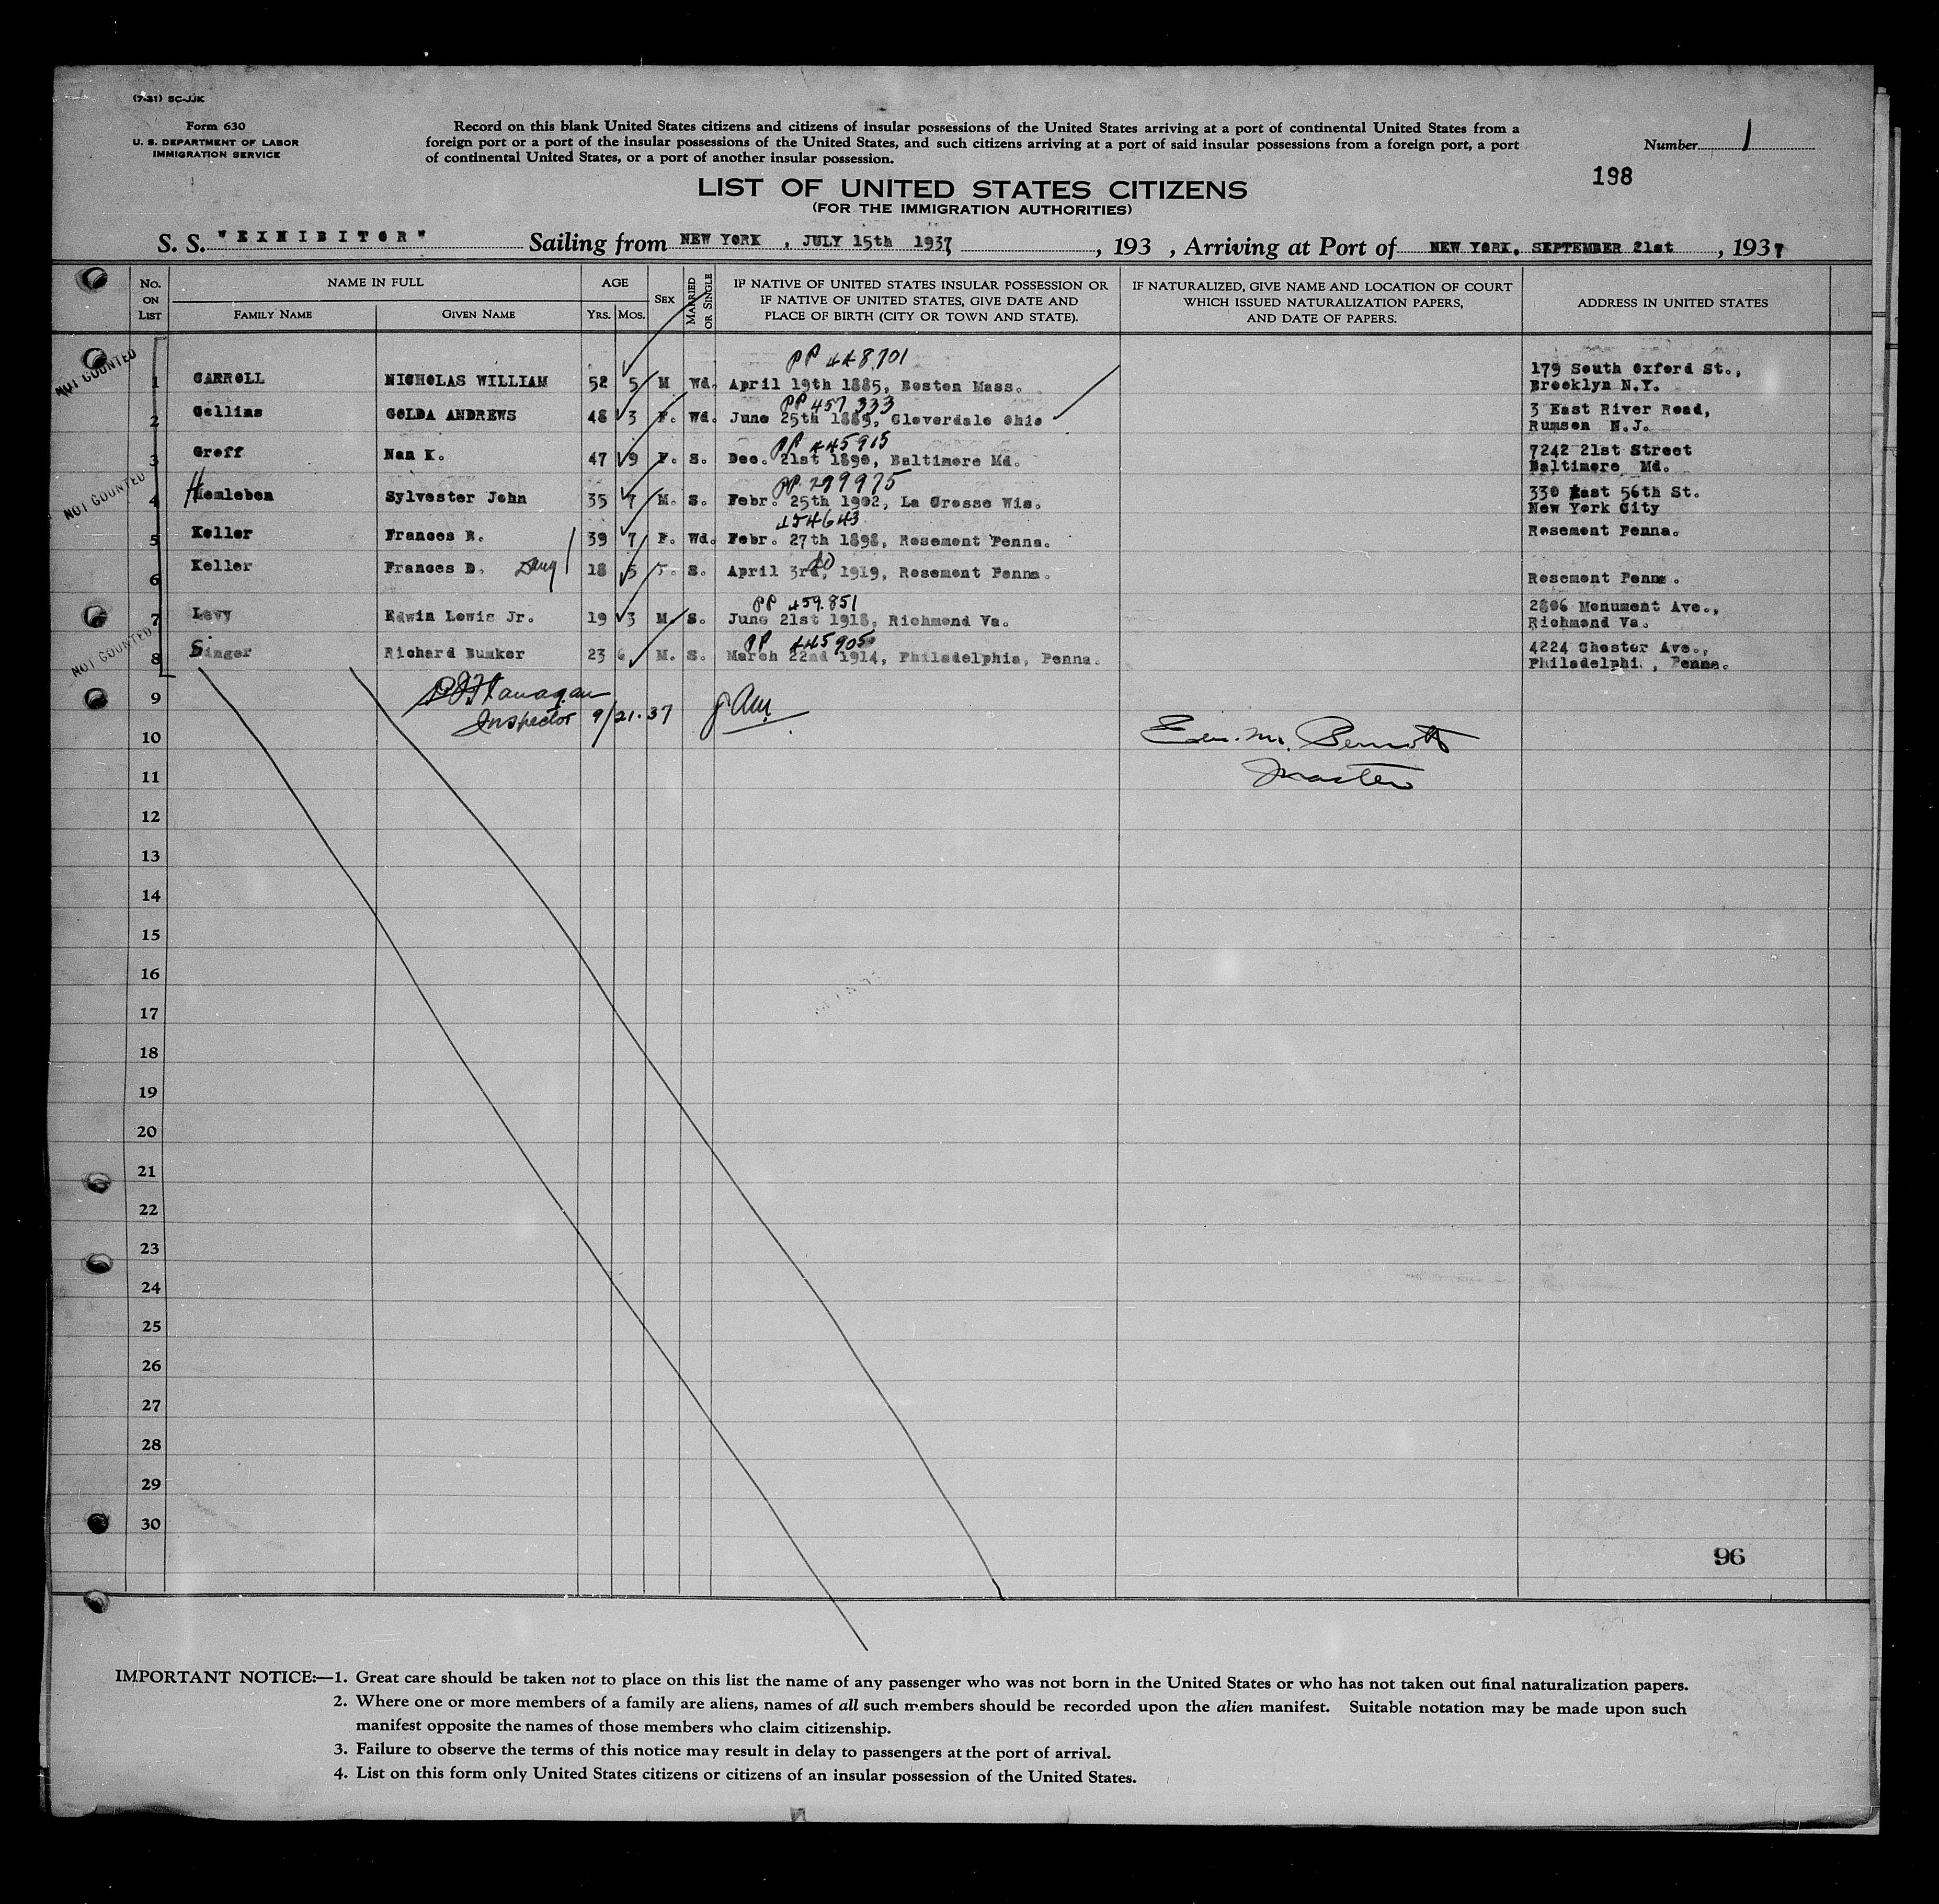 (7-31) 5C-JJK
Form 630
U. S. DEPARTMENT OF LABOR
IMMIGRATION SERVICE
Record on this blank United States citizens and citizens of insular possessions of the United States arriving at a port of continental United States from a
foreign port or a port of the insular possessions of the United States, and such citizens arriving at a port of said insular possessions from a foreign port, a port
of continental United States, or a port of another insular possession.
Number 1
198
LIST OF UNITED STATES CITIZENS
(FOR THE IMMIGRATION AUTHORITIES)
S. S. "EXHIBITOR" Sailing from NEW YORK , JULY 15th 1937 , 193 , Arriving at Port of NEW YORK, SEPTEMBER 21st , 1937
No. ON LIST NAME IN FULL FAMILY NAME GIVEN NAME AGE YRS. MOS. SEX MARRIED OR SINGLE IF NATIVE OF UNITED STATES INSULAR POSSESSION OR IF NATIVE OF UNITED STATES, GIVE DATE AND PLACE OF BIRTH (CITY OR TOWN AND STATE). IF NATURALIZED, GIVE NAME AND LOCATION OF COURT WHICH ISSUED NATURALIZATION PAPERS, AND DATE OF PAPERS. ADDRESS IN UNITED STATES
NOT COUNTED
PP 448701
1 CARROLL NICHOLAS WILLIAM 52 5 M Wd. April 19th 1885, Boston Mass. 179 South Oxford St.,
Brooklyn N.Y.
PP 457333
2 Collins GOLDA ANDREWS 48 3 F. Wd. June 25th 1889, Cloverdale Ohio 3 East River Road,
Rumson N.J.
PP 445915
3 Groff Nan K. 47 9 F. S. Dec. 21st 1890, Baltimore Md. 7242 21st Street
Baltimore Md.
NOT COUNTED
PP 299975
4 Hemleben Sylvester John 35 7 M. S. Febr. 25th 1902, La Crosse Wis. 330 East 56th St.
New York City
454643
5 Keller Frances R. 39 7 F. Wd. Febr. 27th 1898, Rosemont Penna. Rosemont Penna.
do
6 Keller Frances D. Daug 18 5 F. S. April 3rd, 1919, Rosemont Penna. Rosemont Penna.
PP 459.851
7 Levy Edwin Lewis Jr. 19 3 M. S. June 21st 1918, Richmond Va. 2806 Monument Ave.,
Richmond Va.
NOT COUNTED
PP 445905
8 Singer Richard Bunker 23 6 M. S. March 22nd 1914, Philadelphia, Penna. 4224 Chester Ave.,
Philadelphi , Penna.
9
Flanagan
Inspector 9/21-37
10
Bennott
Master
11
12
13
14
15
16
17
18
19
20
21
22
23
24
25
26
27
28
29
30
96
IMPORTANT NOTICE:—1. Great care should be taken not to place on this list the name of any passenger who was not born in the United States or who has not taken out final naturalization papers.
2. Where one or more members of a family are aliens, names of all such members should be recorded upon the alien manifest. Suitable notation may be made upon such
manifest opposite the names of those members who claim citizenship.
3. Failure to observe the terms of this notice may result in delay to passengers at the port of arrival.
4. List on this form only United States citizens or citizens of an insular possession of the United States.